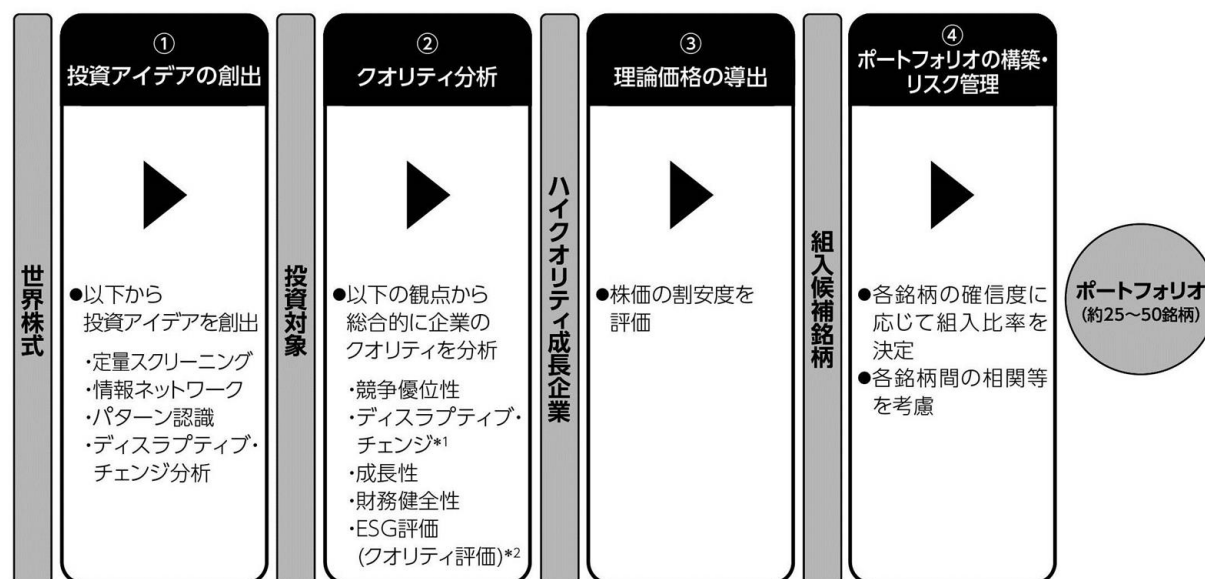 世界株式
①
投資アイデアの創出
●以下から
投資アイデアを創出
・定量スクリーニング
・情報ネットワーク
・パターン認識
・ディスラプティブ・
チェンジ分析
投資対象
②
クオリティ分析
●以下の観点から
総合的に企業の
クオリティを分析
・競争優位性
・ディスラプティブ・
チェンジ*1
・成長性
・財務健全性
・ESG評価
(クオリティ評価)*2
ハイクオリティ成長企業
③
理論価格の導出
●株価の割安度を
評価
組入候補銘柄
④
ポートフォリオの構築・
リスク管理
●各銘柄の確信度に
応じて組入比率を
決定
●各銘柄間の相関等
を考慮
ポートフォリオ
(約25～50銘柄)